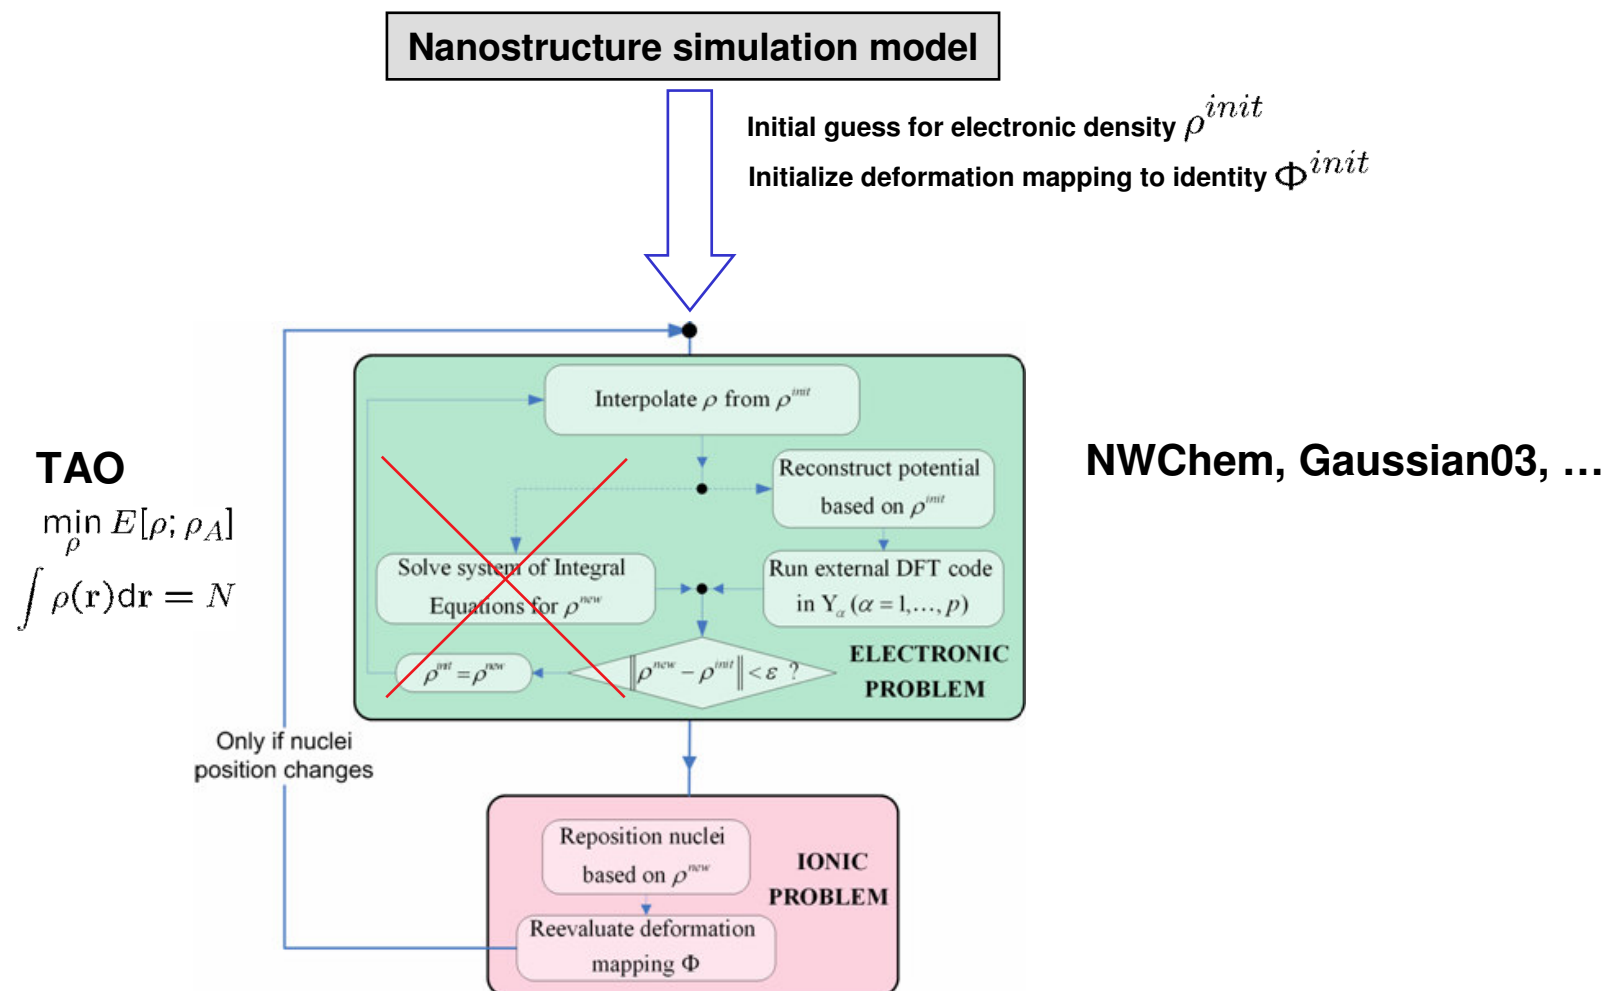 Nanostructure simulation model
Initial guess for electronic density ρ^{init}
Initialize deformation mapping to identity Φ^{init}
Interpolate ρ from ρ^{init}
TAO
min_ρ E[ρ; ρ_A]
∫ ρ(r)dr = N
NWChem, Gaussian03, …
Reconstruct potential
based on ρ^{init}
Solve system of Integral
Equations for ρ^{new}
Run external DFT code
in Y_α (α = 1,…, p)
ρ^{init} = ρ^{new}
‖ρ^{new} − ρ^{init}‖ < ε ?
ELECTRONIC
PROBLEM
Only if nuclei
position changes
Reposition nuclei
based on ρ^{new}
IONIC
PROBLEM
Reevaluate deformation
mapping Φ